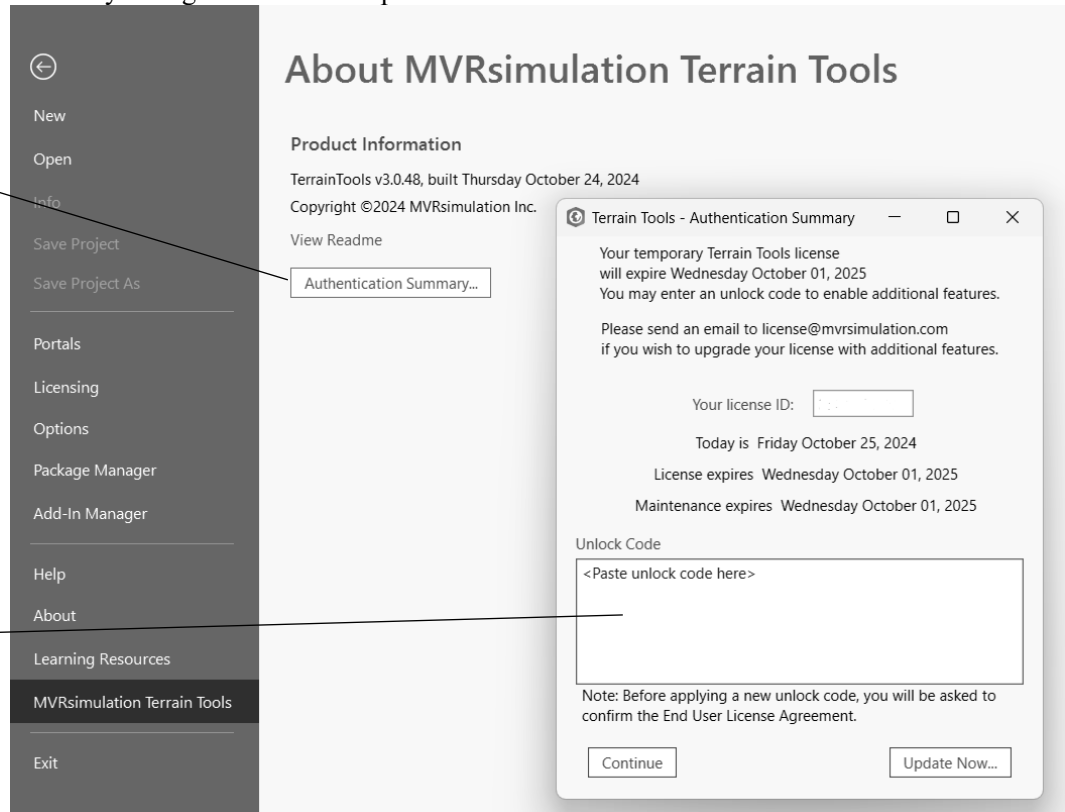 New
Open
Info
Save Project
Save Project As
Portals
Licensing
Options
Package Manager
Add-In Manager
Help
About
Learning Resources
MVRsimulation Terrain Tools
Exit
About MVRsimulation Terrain Tools
Product Information
TerrainTools v3.0.48, built Thursday October 24, 2024
Copyright ©2024 MVRsimulation Inc.
View Readme
Authentication Summary...
Terrain Tools - Authentication Summary
Your temporary Terrain Tools license
will expire Wednesday October 01, 2025
You may enter an unlock code to enable additional features.
Please send an email to license@mvrsimulation.com
if you wish to upgrade your license with additional features.
Your license ID:
Today is Friday October 25, 2024
License expires Wednesday October 01, 2025
Maintenance expires Wednesday October 01, 2025
Unlock Code
<Paste unlock code here>
Note: Before applying a new unlock code, you will be asked to
confirm the End User License Agreement.
Continue
Update Now...